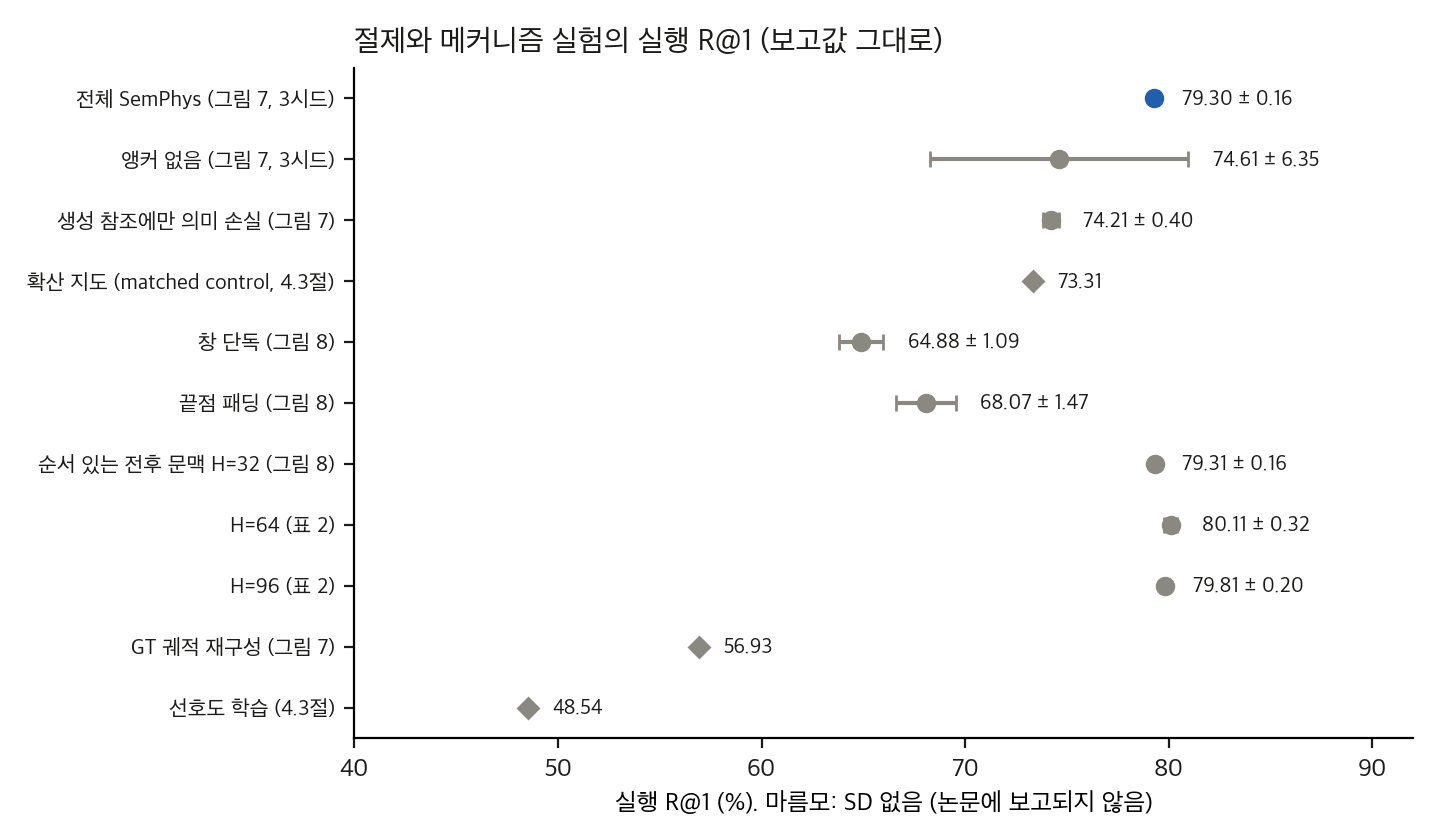 절제와 메커니즘 실험의 실행 R@1 (보고값 그대로)
전체 SemPhys (그림 7, 3시드)
79.30 ± 0.16
앵커 없음 (그림 7, 3시드)
74.61 ± 6.35
생성 참조에만 의미 손실 (그림 7)
74.21 ± 0.40
확산 지도 (matched control, 4.3절)
73.31
창 단독 (그림 8)
64.88 ± 1.09
끝점 패딩 (그림 8)
68.07 ± 1.47
순서 있는 전후 문맥 H=32 (그림 8)
79.31 ± 0.16
H=64 (표 2)
80.11 ± 0.32
H=96 (표 2)
79.81 ± 0.20
GT 궤적 재구성 (그림 7)
56.93
선호도 학습 (4.3절)
48.54
40 50 60 70 80 90
실행 R@1 (%). 마름모: SD 없음 (논문에 보고되지 않음)